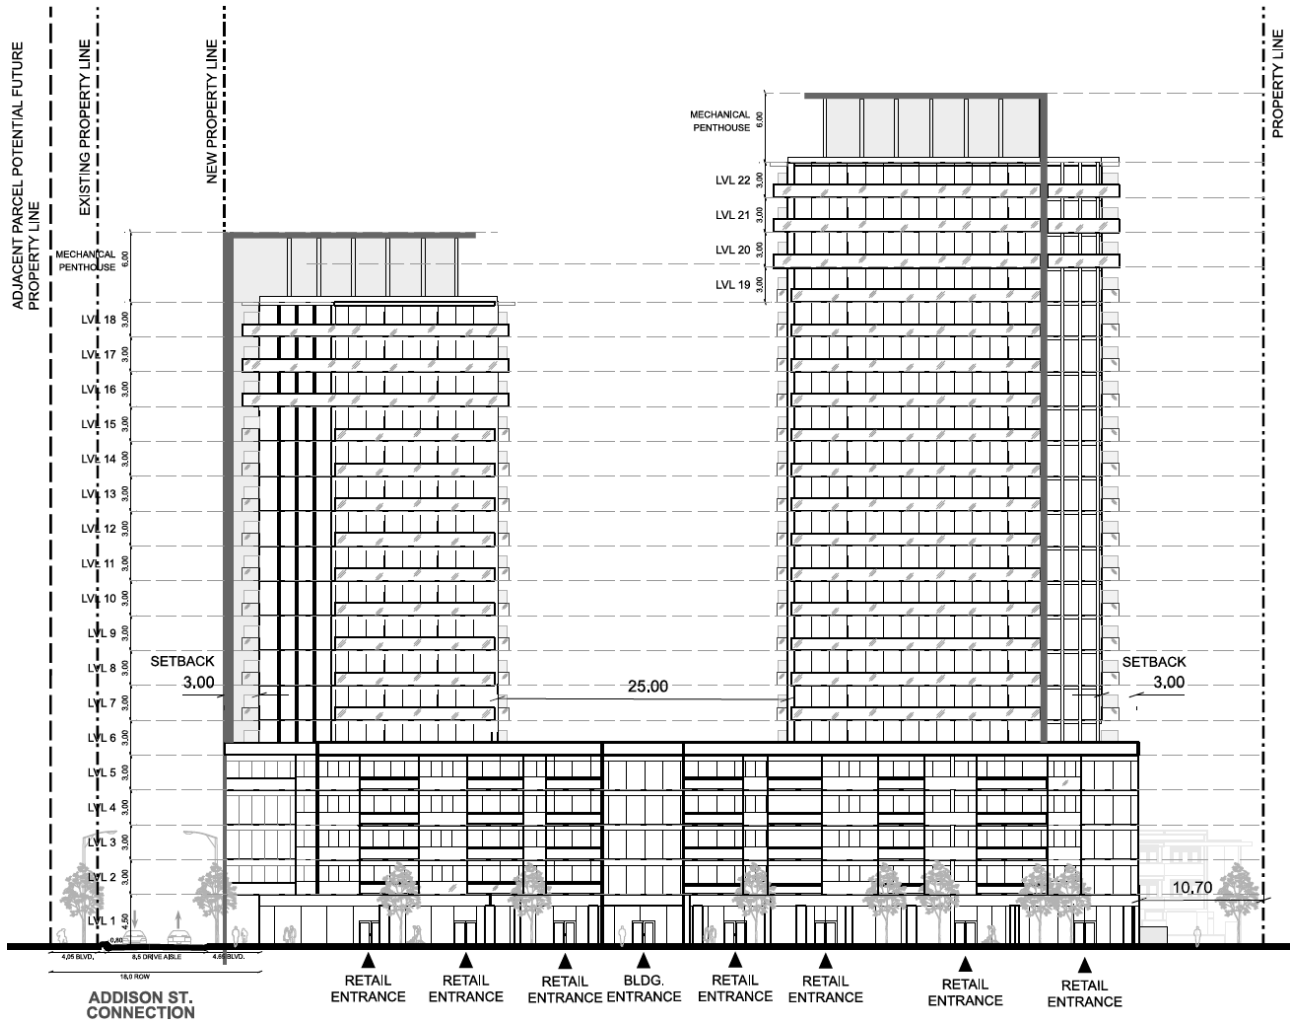 ADJACENT PARCEL POTENTIAL FUTURE
PROPERTY LINE
EXISTING PROPERTY LINE
NEW PROPERTY LINE
PROPERTY LINE
MECHANICAL
PENTHOUSE
6,00
LVL 22
3,00
LVL 21
3,00
LVL 20
3,00
LVL 19
3,00
MECHANICAL
PENTHOUSE
6,00
LVL 18
3,00
LVL 17
3,00
LVL 16
3,00
LVL 15
3,00
LVL 14
3,00
LVL 13
3,00
LVL 12
3,00
LVL 11
3,00
LVL 10
3,00
LVL 9
3,00
LVL 8
3,00
LVL 7
3,00
LVL 6
3,00
LVL 5
3,00
LVL 4
3,00
LVL 3
3,00
LVL 2
3,00
LVL 1
4,50
SETBACK
3,00
25,00
SETBACK
3,00
10,70
4,05 BLVD.
8,5 DRIVE AISLE
18,0 ROW
ADDISON ST.
CONNECTION
RETAIL
ENTRANCE
RETAIL
ENTRANCE
RETAIL
ENTRANCE
BLDG.
ENTRANCE
RETAIL
ENTRANCE
RETAIL
ENTRANCE
RETAIL
ENTRANCE
RETAIL
ENTRANCE